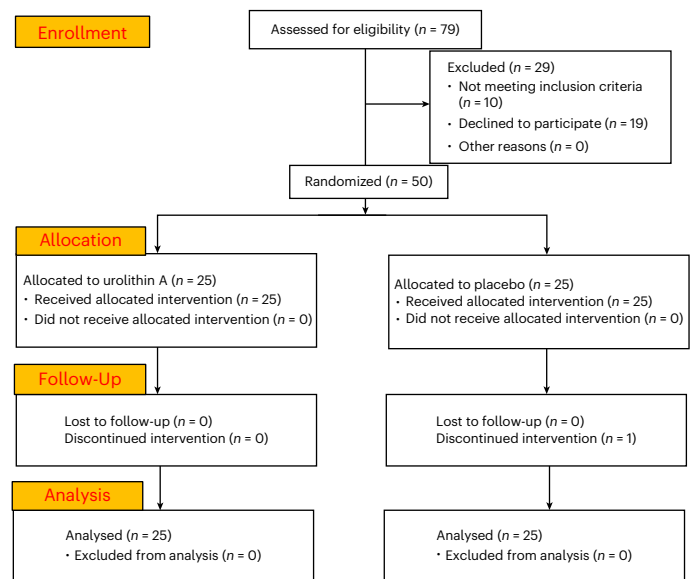 Enrollment
Assessed for eligibility (n = 79)
Excluded (n = 29)
• Not meeting inclusion criteria
(n = 10)
• Declined to participate (n = 19)
• Other reasons (n = 0)
Randomized (n = 50)
Allocation
Allocated to urolithin A (n = 25)
• Received allocated intervention (n = 25)
• Did not receive allocated intervention (n = 0)
Allocated to placebo (n = 25)
• Received allocated intervention (n = 25)
• Did not receive allocated intervention (n = 0)
Follow-Up
Lost to follow-up (n = 0)
Discontinued intervention (n = 0)
Lost to follow-up (n = 0)
Discontinued intervention (n = 1)
Analysis
Analysed (n = 25)
• Excluded from analysis (n = 0)
Analysed (n = 25)
• Excluded from analysis (n = 0)